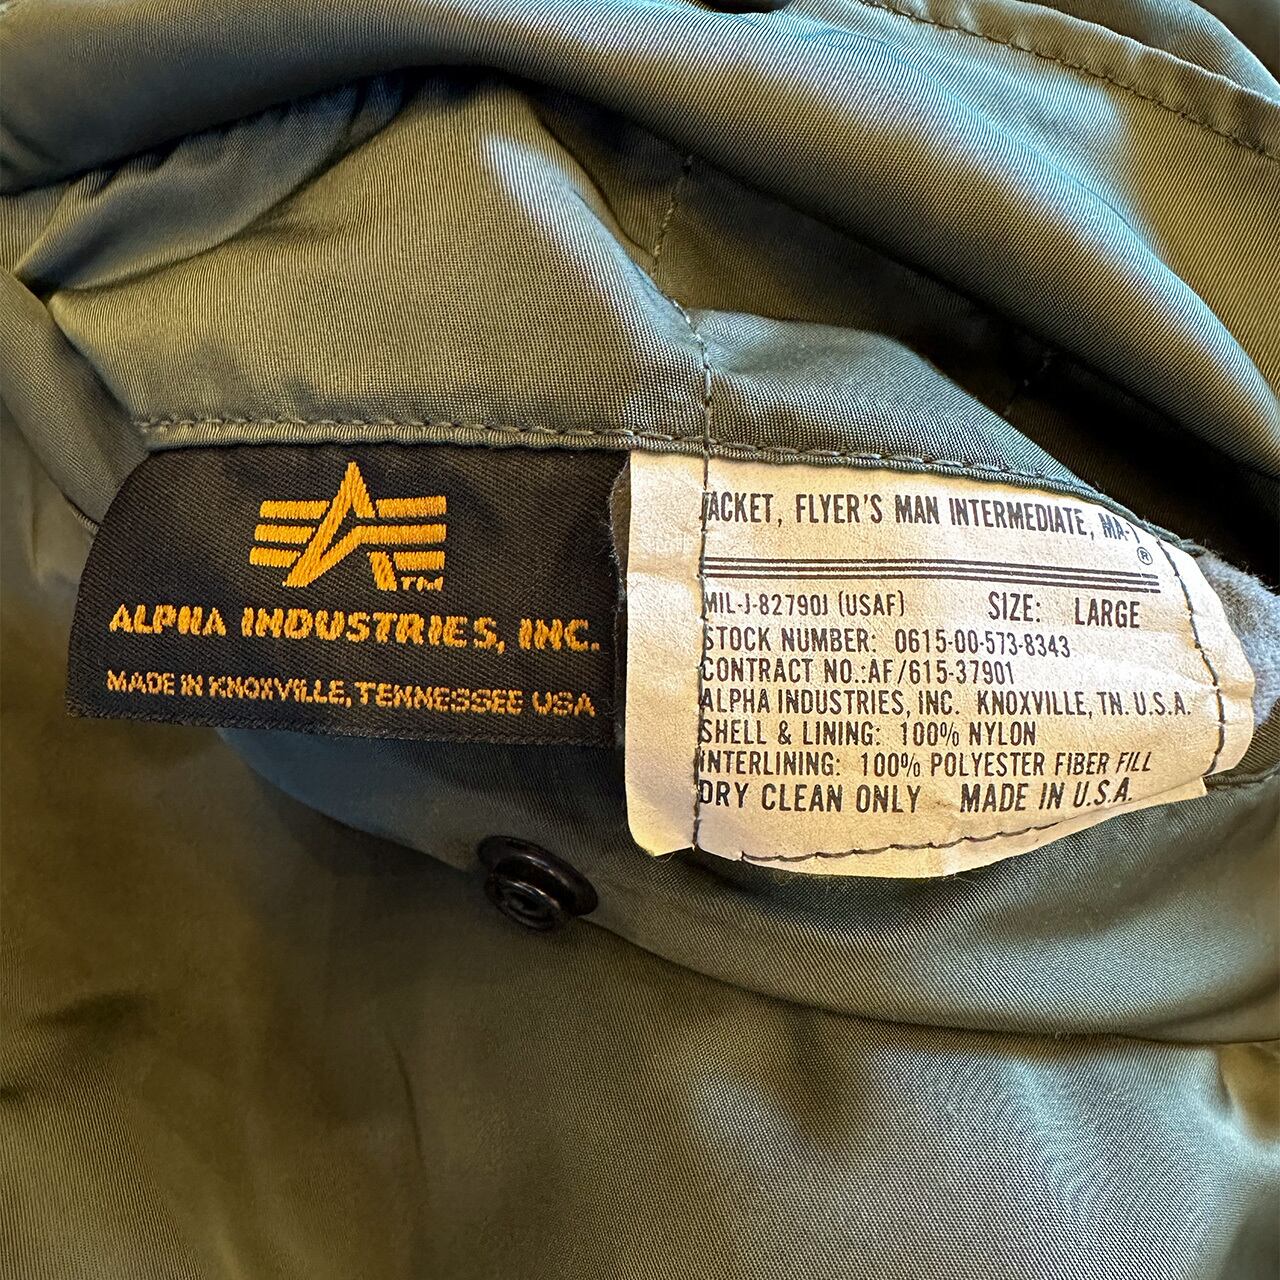 TM
ALPHA INDUSTRIES, INC.
MADE IN KNOXVILLE, TENNESSEE USA
JACKET, FLYER'S MAN INTERMEDIATE, MA-1
®
MIL-J-82790J (USAF) SIZE: LARGE
STOCK NUMBER: 0615-00-573-8343
CONTRACT NO.:AF/615-37901
ALPHA INDUSTRIES, INC. KNOXVILLE, TN. U.S.A.
SHELL & LINING: 100% NYLON
INTERLINING: 100% POLYESTER FIBER FILL
DRY CLEAN ONLY MADE IN U.S.A.